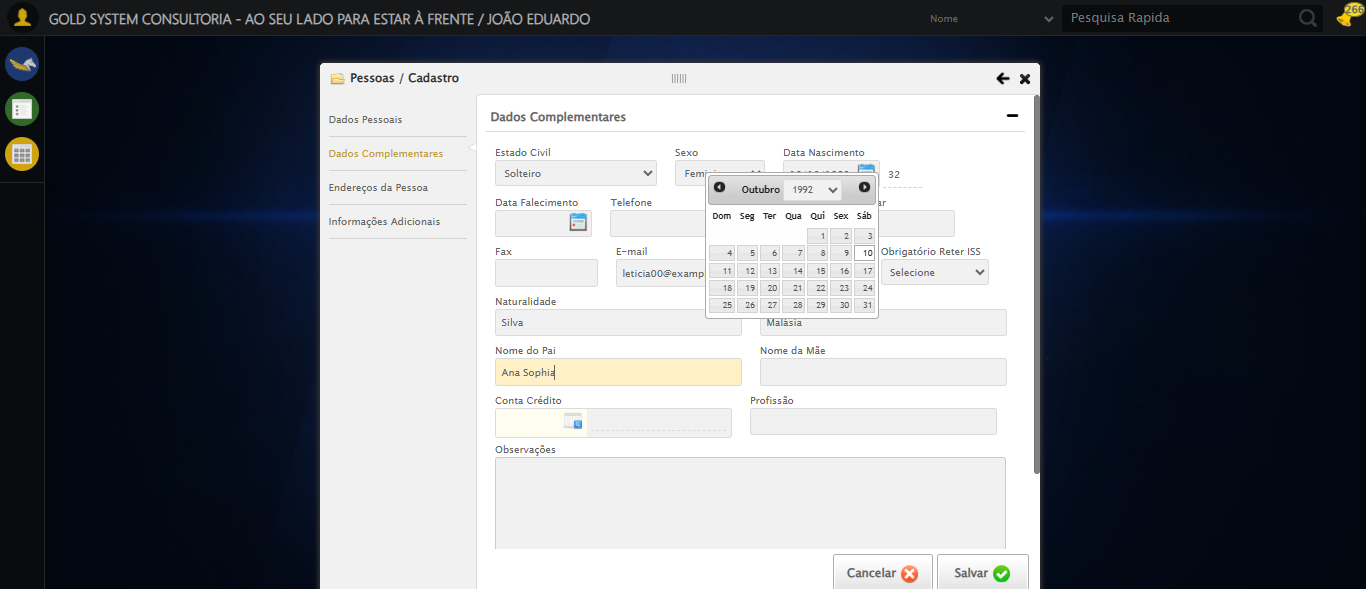 GOLD SYSTEM CONSULTORIA - AO SEU LADO PARA ESTAR À FRENTE / JOÃO EDUARDO
Nome
Pesquisa Rapida
266
Pessoas / Cadastro
Dados Pessoais
Dados Complementares
Endereços da Pessoa
Informações Adicionais
Dados Complementares
Estado Civil Sexo Data Nascimento
Solteiro 32
Outubro 1992
Dom Seg Ter Qua Qui Sex Sáb
1 2 3
4 5 6 7 8 9 10
11 12 13 14 15 16 17
18 19 20 21 22 23 24
25 26 27 28 29 30 31
Data Falecimento Telefone
Fax E-mail Obrigatório Reter ISS
leticia00@examp Selecione
Naturalidade
Silva Malásia
Nome do Pai Nome da Mãe
Ana Sophia
Conta Crédito Profissão
Observações
Cancelar Salvar